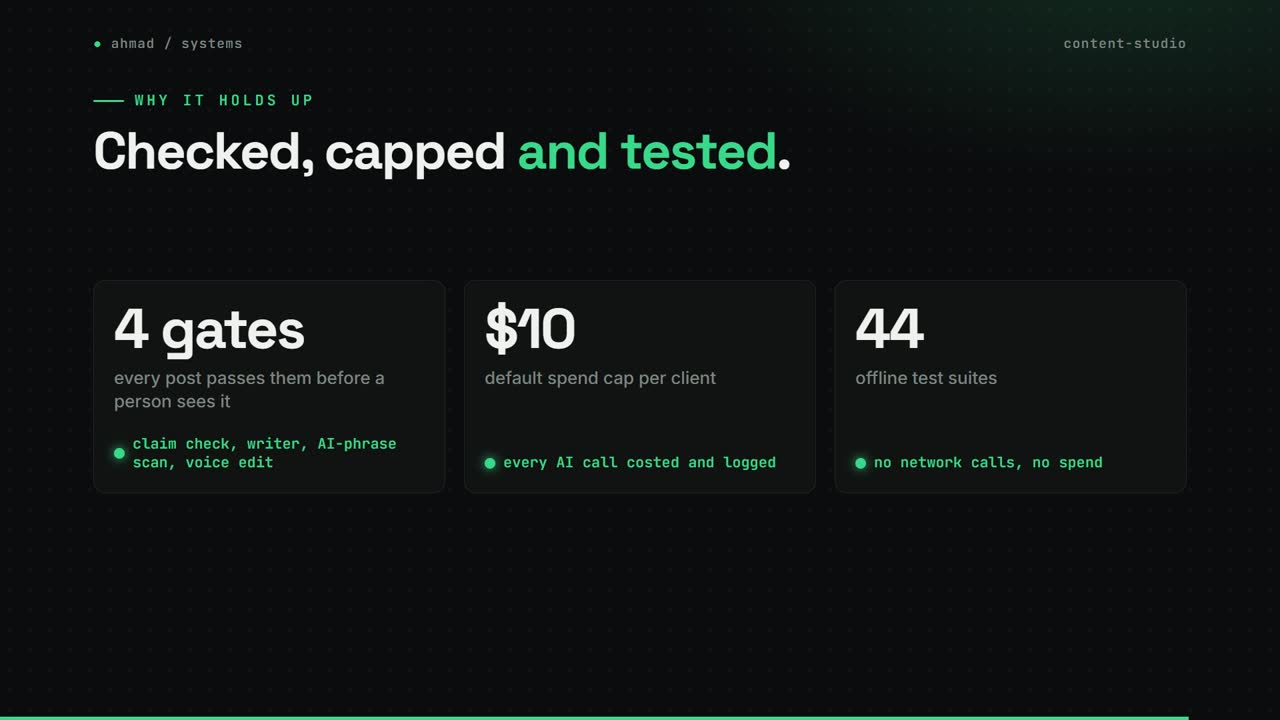 ahmad / systems
content-studio
WHY IT HOLDS UP
Checked, capped and tested.
4 gates
every post passes them before a
person sees it
claim check, writer, AI-phrase
scan, voice edit
$10
default spend cap per client
every AI call costed and logged
44
offline test suites
no network calls, no spend